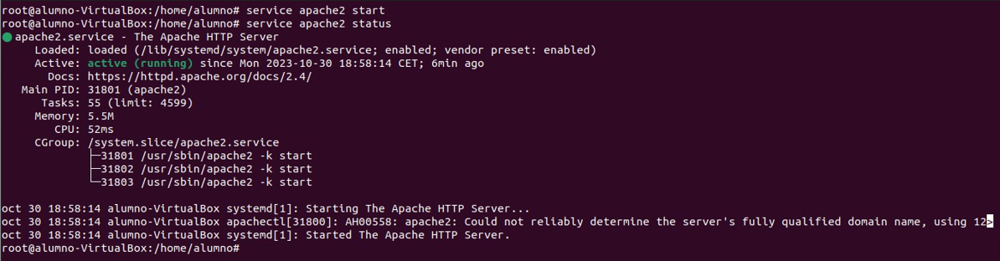 root@alumno-VirtualBox:/home/alumno# service apache2 start
root@alumno-VirtualBox:/home/alumno# service apache2 status
● apache2.service - The Apache HTTP Server
     Loaded: loaded (/lib/systemd/system/apache2.service; enabled; vendor preset: enabled)
     Active: active (running) since Mon 2023-10-30 18:58:14 CET; 6min ago
       Docs: https://httpd.apache.org/docs/2.4/
   Main PID: 31801 (apache2)
      Tasks: 55 (limit: 4599)
     Memory: 5.5M
        CPU: 52ms
     CGroup: /system.slice/apache2.service
             ├─31801 /usr/sbin/apache2 -k start
             ├─31802 /usr/sbin/apache2 -k start
             └─31803 /usr/sbin/apache2 -k start

oct 30 18:58:14 alumno-VirtualBox systemd[1]: Starting The Apache HTTP Server...
oct 30 18:58:14 alumno-VirtualBox apachectl[31800]: AH00558: apache2: Could not reliably determine the server's fully qualified domain name, using 12>
oct 30 18:58:14 alumno-VirtualBox systemd[1]: Started The Apache HTTP Server.
root@alumno-VirtualBox:/home/alumno#